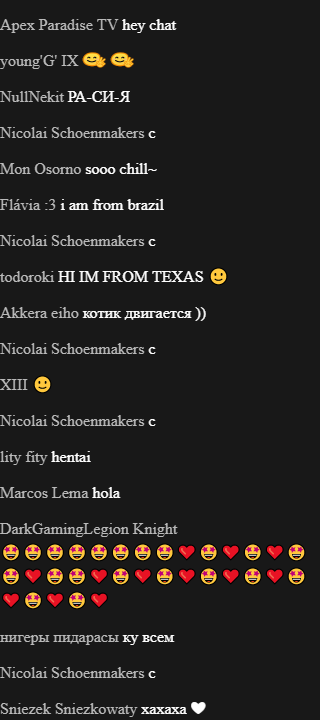 Apex Paradise TV hey chat
young'G' IX
NullNekit РА-СИ-Я
Nicolai Schoenmakers c
Mon Osorno sooo chill~
Flávia :3 i am from brazil
Nicolai Schoenmakers c
todoroki HI IM FROM TEXAS
Akkera eiho котик двигается ))
Nicolai Schoenmakers c
XIII
Nicolai Schoenmakers c
lity fity hentai
Marcos Lema hola
DarkGamingLegion Knight
нигеры пидарасы ку всем
Nicolai Schoenmakers c
Sniezek Sniezkowaty xaxaxa